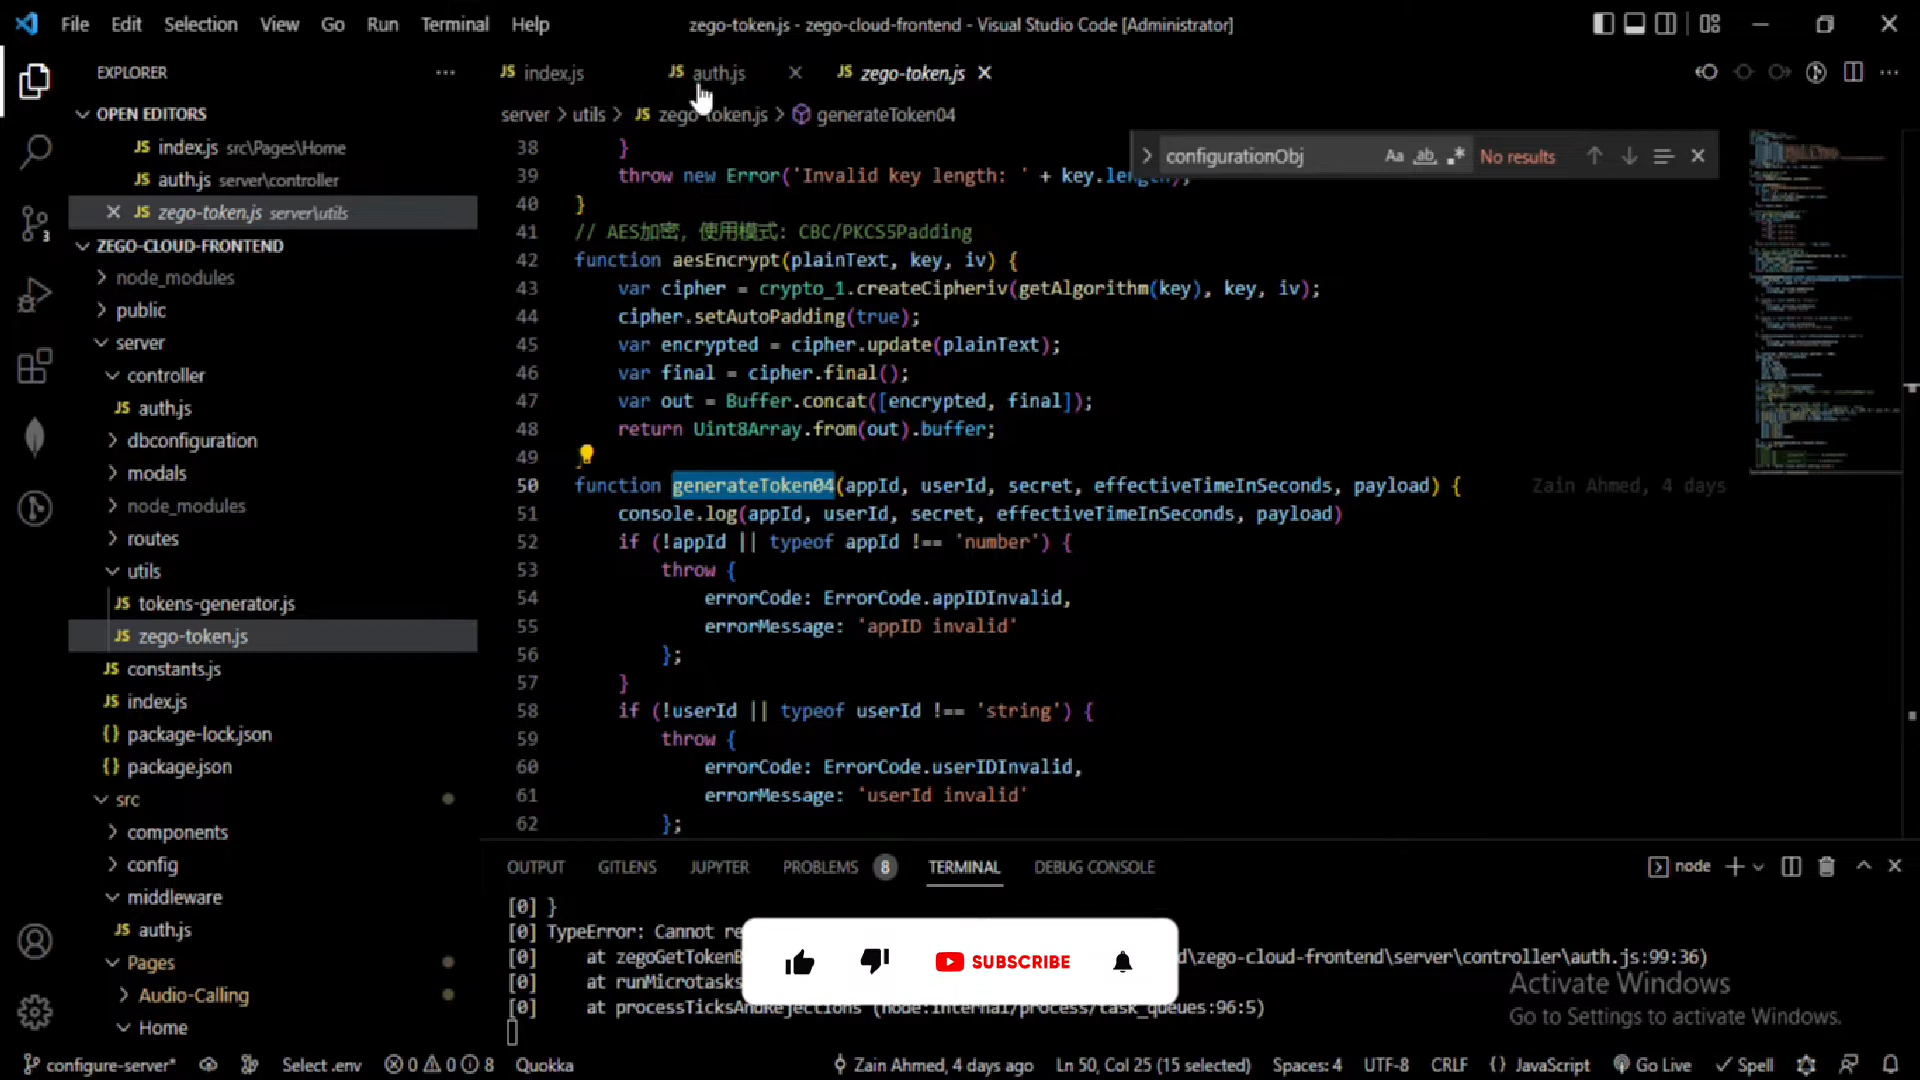 File Edit Selection View Go Run Terminal Help
zego-token.js - zego-cloud-frontend - Visual Studio Code [Administrator]
EXPLORER
OPEN EDITORS
index.js src\Pages\Home
auth.js server\controller
zego-token.js server\utils
ZEGO-CLOUD-FRONTEND
node_modules
public
server
controller
auth.js
dbconfiguration
modals
node_modules
routes
utils
tokens-generator.js
zego-token.js
constants.js
index.js
package-lock.json
package.json
src
components
config
middleware
auth.js
Pages
Audio-Calling
Home
index.js auth.js zego-token.js
server > utils > zego-token.js > generateToken04
configurationObj No results
38 }
39 throw new Error('Invalid key length: ' + key.length);
40 }
41 // AES加密，使用模式: CBC/PKCS5Padding
42 function aesEncrypt(plainText, key, iv) {
43 var cipher = crypto_1.createCipheriv(getAlgorithm(key), key, iv);
44 cipher.setAutoPadding(true);
45 var encrypted = cipher.update(plainText);
46 var final = cipher.final();
47 var out = Buffer.concat([encrypted, final]);
48 return Uint8Array.from(out).buffer;
49
50 function generateToken04(appId, userId, secret, effectiveTimeInSeconds, payload) { Zain Ahmed, 4 days
51 console.log(appId, userId, secret, effectiveTimeInSeconds, payload)
52 if (!appId || typeof appId !== 'number') {
53 throw {
54 errorCode: ErrorCode.appIDInvalid,
55 errorMessage: 'appID invalid'
56 };
57 }
58 if (!userId || typeof userId !== 'string') {
59 throw {
60 errorCode: ErrorCode.userIDInvalid,
61 errorMessage: 'userId invalid'
62 };
OUTPUT GITLENS JUPYTER PROBLEMS 8 TERMINAL DEBUG CONSOLE
node
[0] }
[0] TypeError: Cannot
[0] at \zego-cloud-frontend\server\controller\auth.js:99:36)
[0] at runMicrotasks
[0] at processTicksAndRejections (node:internal/process/task_queues:96:5)
SUBSCRIBE
Activate Windows
Go to Settings to activate Windows.
configure-server* Select .env 0 0 8 Quokka Zain Ahmed, 4 days ago Ln 50, Col 25 (15 selected) Spaces: 4 UTF-8 CRLF {} JavaScript Go Live Spell